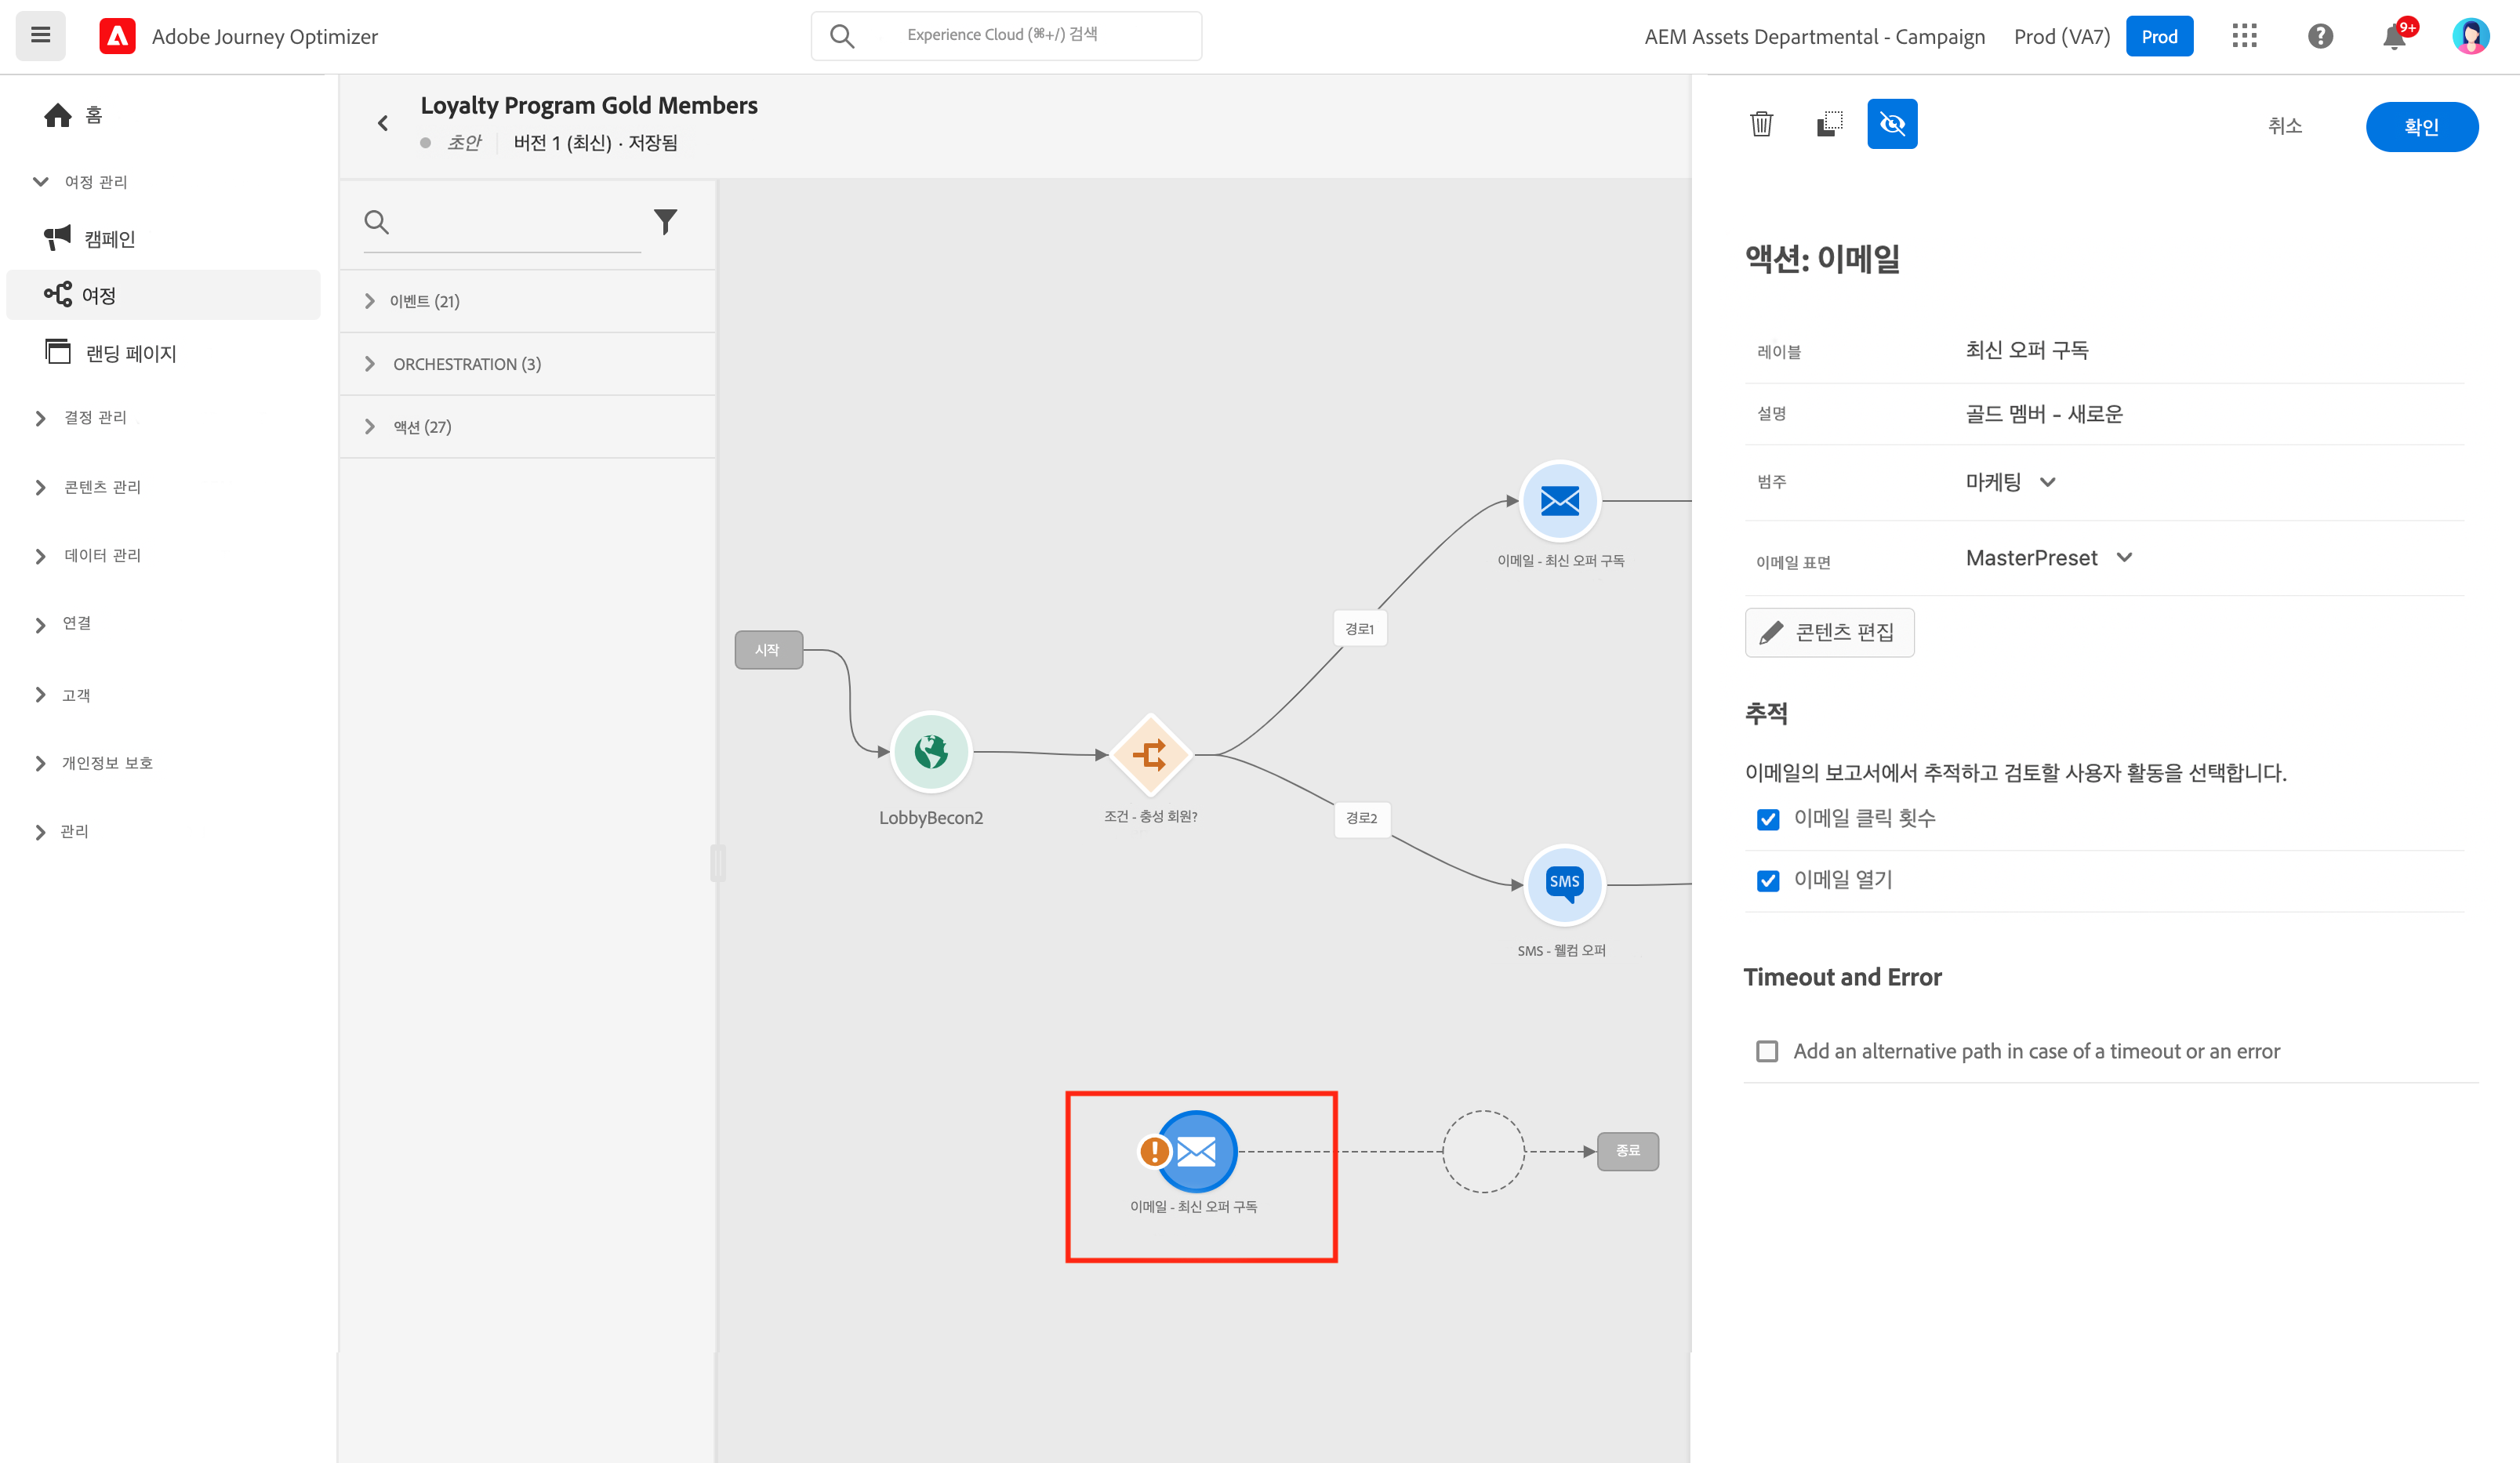 Adobe Journey Optimizer
Experience Cloud (⌘+/) 검색
AEM Assets Departmental - Campaign
Prod (VA7)
Prod
9+
홈
여정 관리
캠페인
여정
랜딩 페이지
결정 관리
콘텐츠 관리
데이터 관리
연결
고객
개인정보 보호
관리
Loyalty Program Gold Members
초안
버전 1 (최신) · 저장됨
이벤트 (21)
ORCHESTRATION (3)
액션 (27)
시작
LobbyBecon2
조건 - 충성 회원?
경로1
경로2
이메일 - 최신 오퍼 구독
SMS
SMS - 웰컴 오퍼
이메일 - 최신 오퍼 구독
종료
취소
확인
액션: 이메일
레이블
최신 오퍼 구독
설명
골드 멤버 - 새로운
범주
마케팅
이메일 표면
MasterPreset
콘텐츠 편집
추적
이메일의 보고서에서 추적하고 검토할 사용자 활동을 선택합니다.
이메일 클릭 횟수
이메일 열기
Timeout and Error
Add an alternative path in case of a timeout or an error